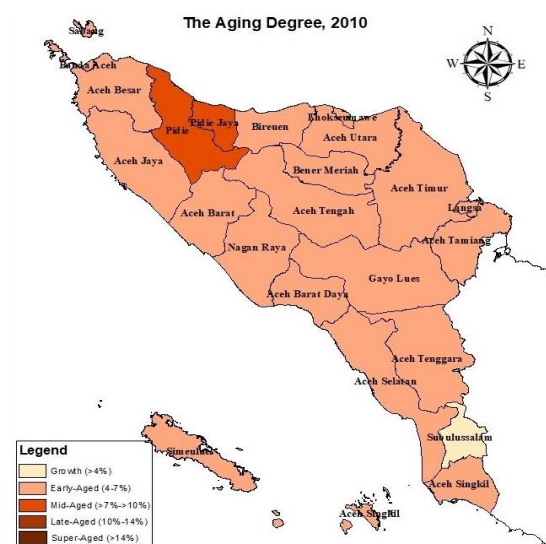 The Aging Degree, 2010
N
W
E
S
Sabang
Banda Aceh
Aceh Besar
Pidie Jaya
Pidie
Bireuen
Lhokseumawe
Aceh Utara
Aceh Jaya
Bener Meriah
Aceh Timur
Aceh Barat
Aceh Tengah
Langsa
Aceh Tamiang
Nagan Raya
Gayo Lues
Aceh Barat Daya
Aceh Tenggara
Aceh Selatan
Subulussalam
Simeulue
Aceh Singkil
Aceh Singkil
Legend
Growth (>4%)
Early-Aged (4-7%)
Mid-Aged (>7%->10%)
Late-Aged (10%-14%)
Super-Aged (>14%)